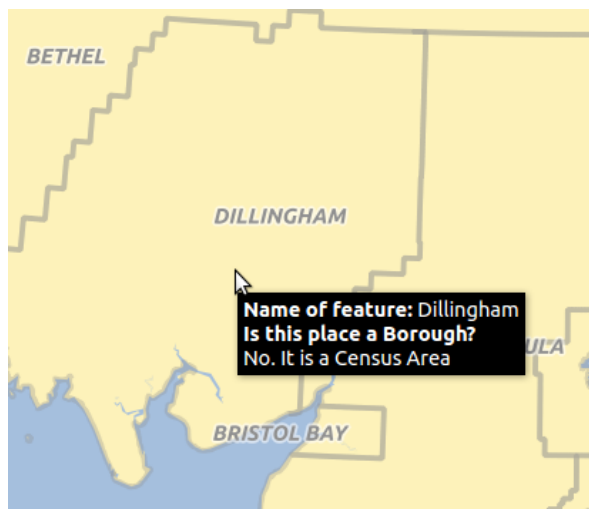 BETHEL
DILLINGHAM
Name of feature: Dillingham
Is this place a Borough?
No. It is a Census Area
ULA
BRISTOL BAY